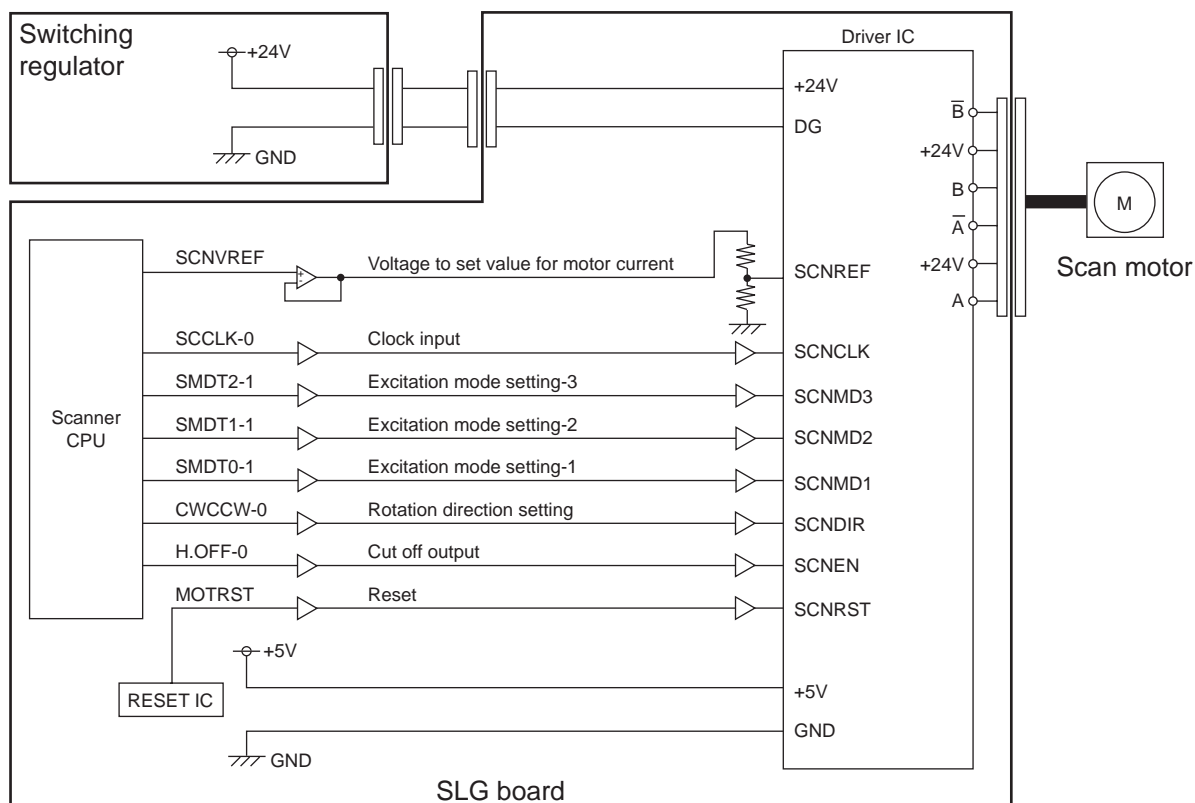 Switching
regulator
+24V
GND
Driver IC
+24V
DG
B̅
+24V
B
A̅
+24V
A
M
Scan motor
Scanner
CPU
SCNVREF
+
-
Voltage to set value for motor current
SCNREF
SCCLK-0
Clock input
SCNCLK
SMDT2-1
Excitation mode setting-3
SCNMD3
SMDT1-1
Excitation mode setting-2
SCNMD2
SMDT0-1
Excitation mode setting-1
SCNMD1
CWCCW-0
Rotation direction setting
SCNDIR
H.OFF-0
Cut off output
SCNEN
MOTRST
Reset
SCNRST
RESET IC
+5V
+5V
GND
GND
SLG board